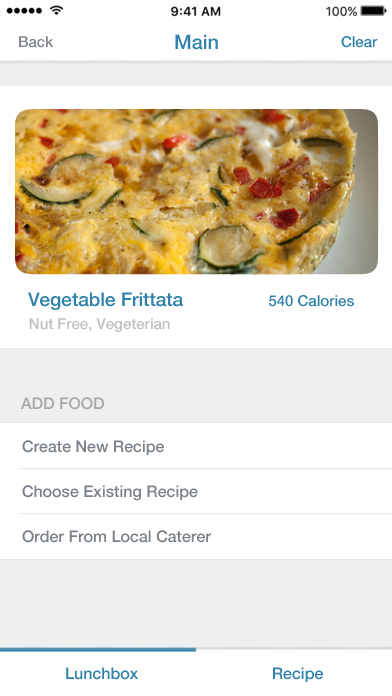 9:41 AM
100%
Back
Main
Clear
Vegetable Frittata
540 Calories
Nut Free, Vegeterian
ADD FOOD
Create New Recipe
Choose Existing Recipe
Order From Local Caterer
Lunchbox
Recipe